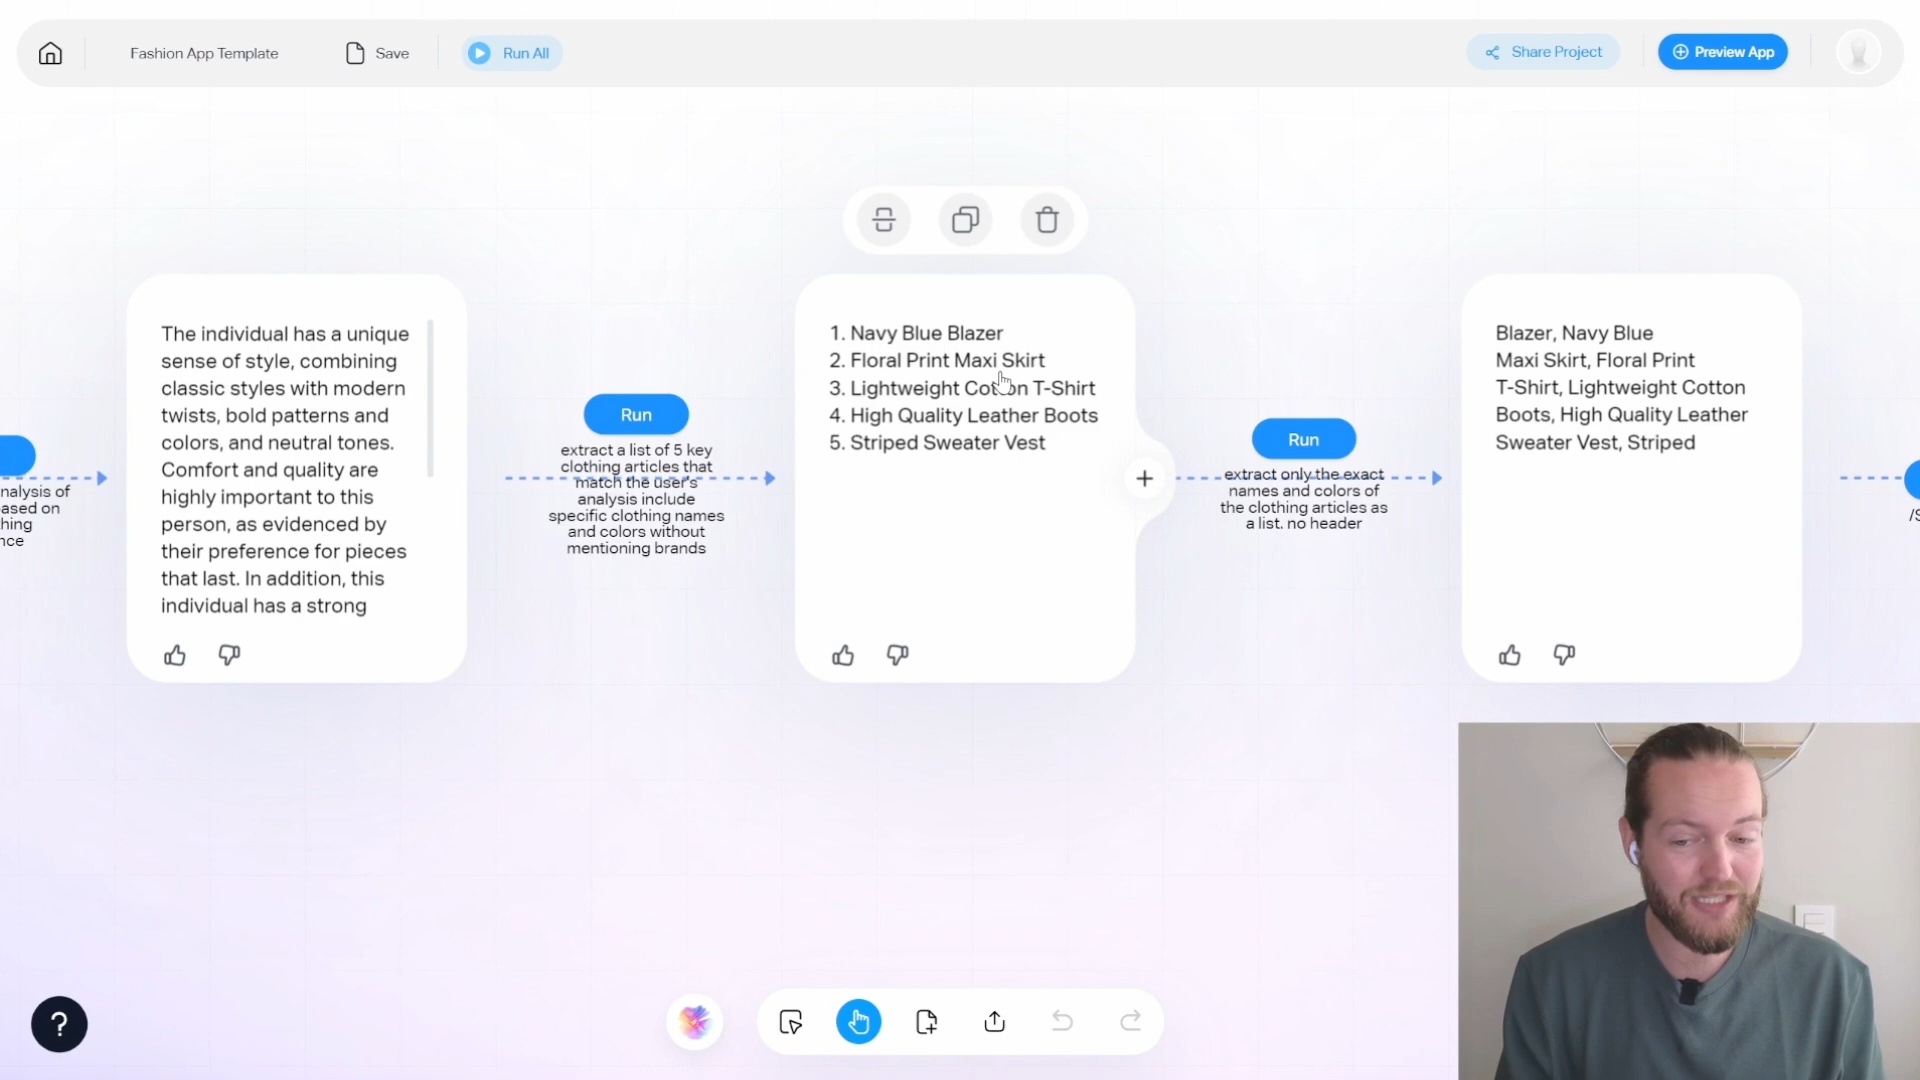 Fashion App Template
Save
Run All
Share Project
Preview App
nalysis of
ased on
hing
nce
The individual has a unique
sense of style, combining
classic styles with modern
twists, bold patterns and
colors, and neutral tones.
Comfort and quality are
highly important to this
person, as evidenced by
their preference for pieces
that last. In addition, this
individual has a strong
Run
extract a list of 5 key
clothing articles that
match the user's
analysis include
specific clothing names
and colors without
mentioning brands
1. Navy Blue Blazer
2. Floral Print Maxi Skirt
3. Lightweight Cotton T-Shirt
4. High Quality Leather Boots
5. Striped Sweater Vest
Run
extract only the exact
names and colors of
the clothing articles as
a list. no header
Blazer, Navy Blue
Maxi Skirt, Floral Print
T-Shirt, Lightweight Cotton
Boots, High Quality Leather
Sweater Vest, Striped
/S
?